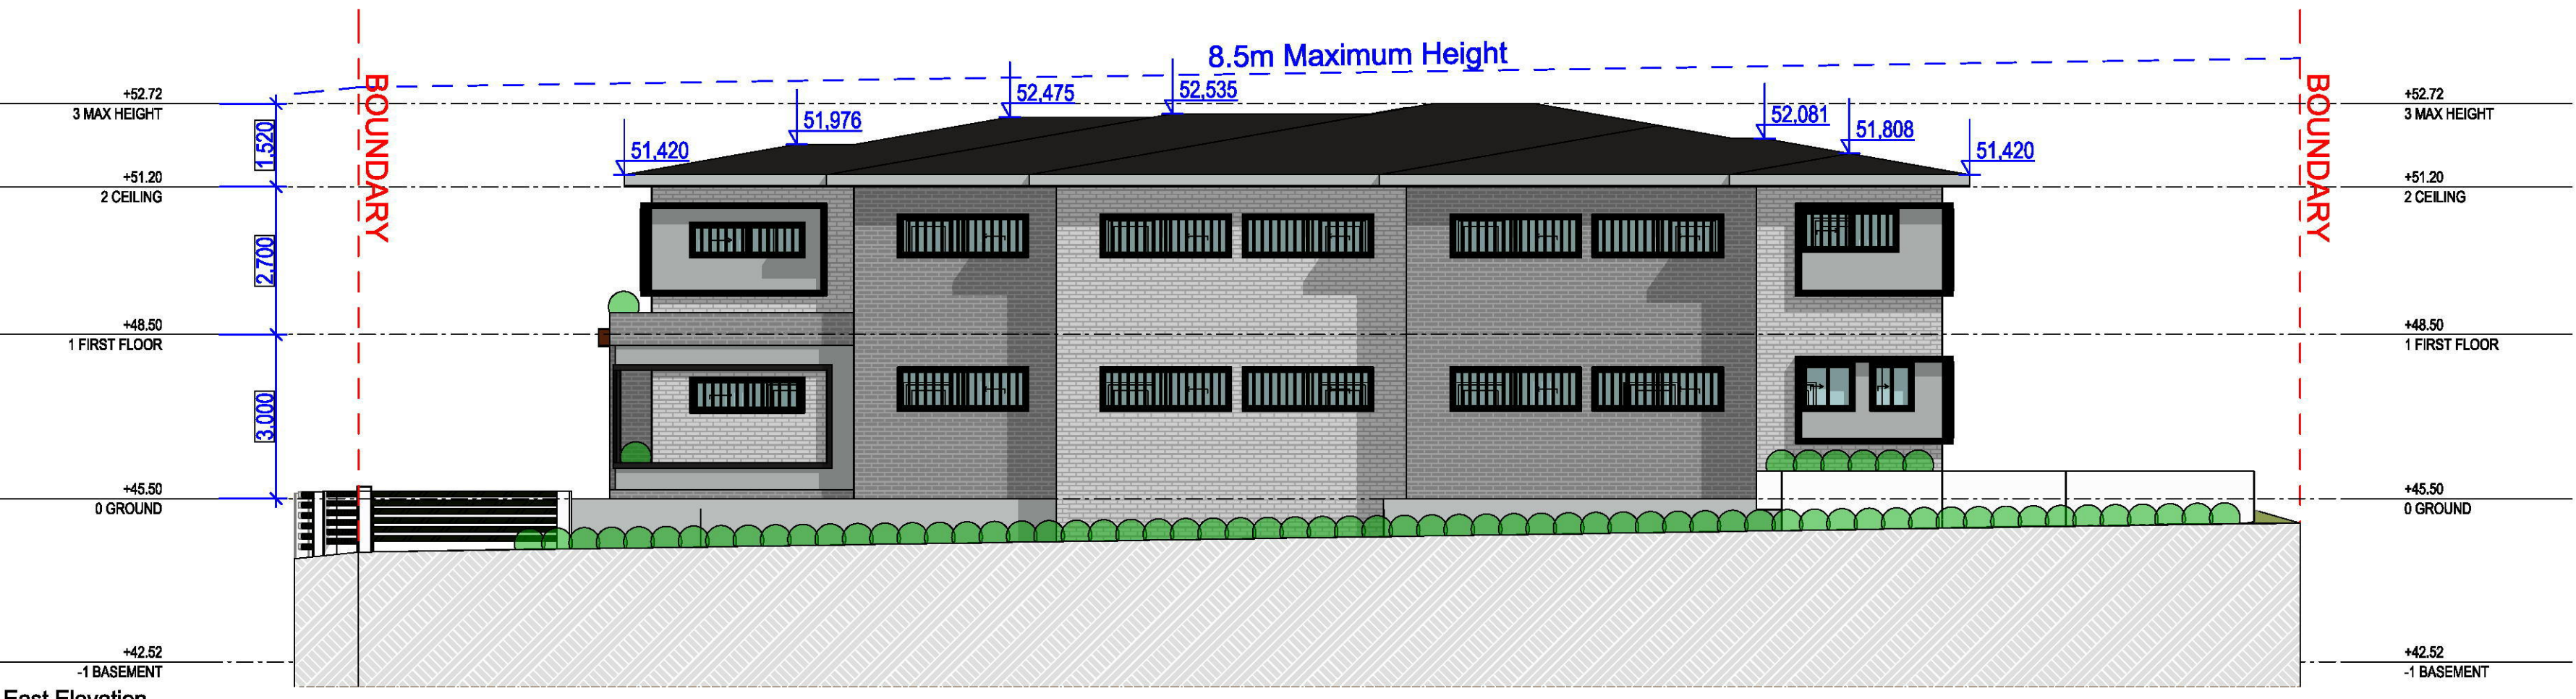 8.5m Maximum Height
BOUNDARY
BOUNDARY
+52.72
3 MAX HEIGHT
52,475
52,535
+52.72
3 MAX HEIGHT
1.520
51,976
52,081
51,808
51,420
51,420
+51.20
2 CEILING
+51.20
2 CEILING
2.700
+48.50
1 FIRST FLOOR
+48.50
1 FIRST FLOOR
3.000
+45.50
0 GROUND
+45.50
0 GROUND
+42.52
-1 BASEMENT
+42.52
-1 BASEMENT
East Elevation